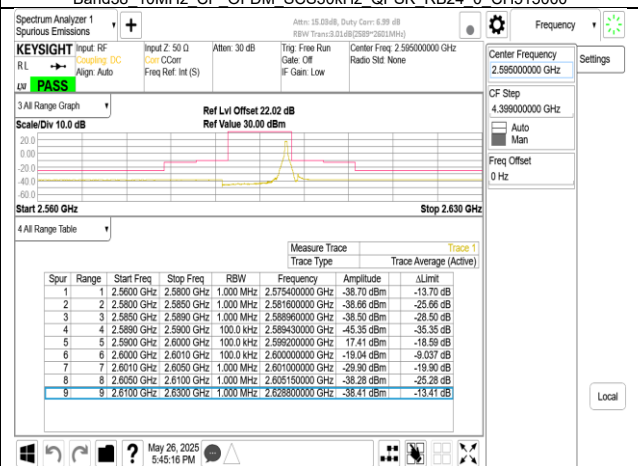 Band38_10MHz_CP_OFDM_SCS30kHz_QPSK_RB24_0_CH519000
Spectrum Analyzer 1
Spurious Emissions
Attn: 15.03dB, Duty Corr: 6.99 dB
RBW Tran:3.01dB(2589~2601MHz)
Frequency
KEYSIGHT
Input: RF
Input Z: 50 Ω
Atten: 30 dB
Trig: Free Run
Center Freq: 2.595000000 GHz
RL
Coupling: DC
Corr CCorr
Gate: Off
Radio Std: None
Align: Auto
Freq Ref: Int (S)
IF Gain: Low
LXI PASS
Center Frequency
2.595000000 GHz
Settings
CF Step
4.399000000 GHz
Auto
Man
Freq Offset
0 Hz
3 All Range Graph
Ref Lvl Offset 22.02 dB
Scale/Div 10.0 dB
Ref Value 30.00 dBm
20.0
0.00
-20.0
-40.0
-60.0
Start 2.560 GHz
Stop 2.630 GHz
4 All Range Table
Measure Trace
Trace 1
Trace Type
Trace Average (Active)
Spur Range Start Freq Stop Freq RBW Frequency Amplitude ΔLimit
1 1 2.5600 GHz 2.5800 GHz 1.000 MHz 2.575400000 GHz -38.70 dBm -13.70 dB
2 2 2.5800 GHz 2.5850 GHz 1.000 MHz 2.581600000 GHz -38.66 dBm -25.66 dB
3 3 2.5850 GHz 2.5890 GHz 1.000 MHz 2.588960000 GHz -38.50 dBm -28.50 dB
4 4 2.5890 GHz 2.5900 GHz 100.0 kHz 2.589430000 GHz -45.35 dBm -35.35 dB
5 5 2.5900 GHz 2.6000 GHz 100.0 kHz 2.599200000 GHz 17.41 dBm -18.59 dB
6 6 2.6000 GHz 2.6010 GHz 100.0 kHz 2.600000000 GHz -19.04 dBm -9.037 dB
7 7 2.6010 GHz 2.6050 GHz 1.000 MHz 2.601000000 GHz -29.90 dBm -19.90 dB
8 8 2.6050 GHz 2.6100 GHz 1.000 MHz 2.605150000 GHz -38.28 dBm -25.28 dB
9 9 2.6100 GHz 2.6300 GHz 1.000 MHz 2.628800000 GHz -38.41 dBm -13.41 dB
Local
May 26, 2025
5:45:16 PM